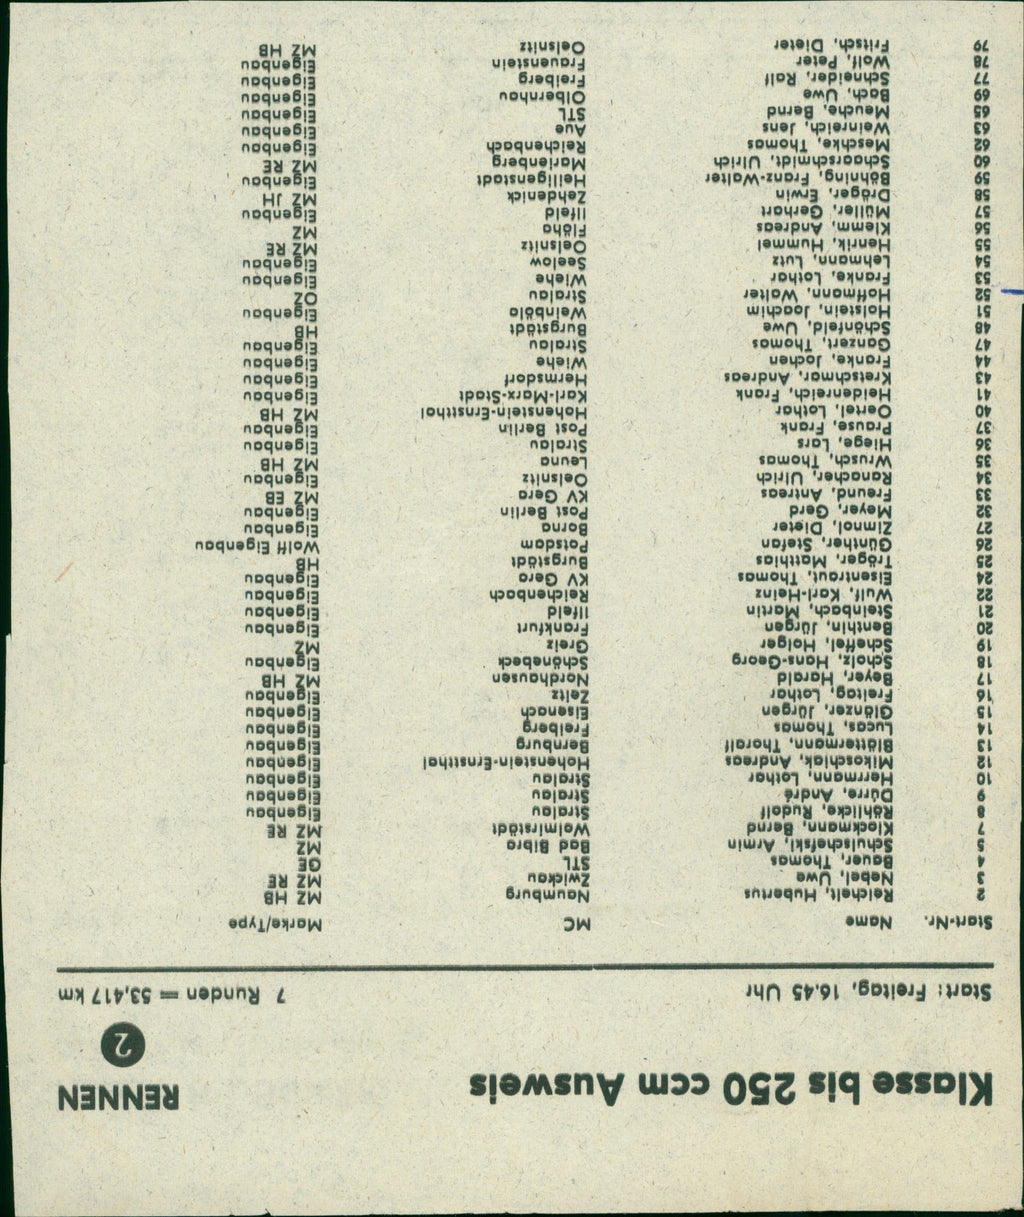 Klasse bis 250 ccm Ausweis RENNEN 2
Start: Freitag, 16.45 Uhr 7 Runden = 53,417 km
Start-Nr. Name MC Marke/Type
2 Reichelt, Hubertus Naumburg MZ HB
3 Nebel, Uwe Zwickau MZ RE
4 Bauer, Thomas STL GE
5 Schulschefski, Armin Bad Bibra MZ
7 Klockmann, Bernd Wolmirstädt MZ RE
8 Röhlicke, Rudolf Stralau Eigenbau
9 Dürre, André Stralau Eigenbau
10 Herrmann, Lothar Stralau Eigenbau
12 Mikoschiak, Andreas Hohenstein-Ernstthal Eigenbau
13 Blättermann, Thoralf Bernburg Eigenbau
14 Lucas, Thomas Freiberg Eigenbau
15 Glänzer, Jürgen Eisenach Eigenbau
16 Freitag, Lothar Zeitz Eigenbau
17 Beyer, Harald Nordhausen MZ HB
18 Scholz, Hans-Georg Schönebeck Eigenbau
19 Scheffel, Holger Greiz MZ
20 Benthin, Jürgen Frankfurt Eigenbau
21 Steinbach, Martin Ilfeld Eigenbau
22 Wulf, Karl-Heinz Reichenbach Eigenbau
24 Eisentraut, Thomas KV Gera Eigenbau
25 Träger, Matthias Burgstädt HB
26 Günther, Stefan Potsdam Wolff Eigenbau
27 Zimnol, Dieter Borna Eigenbau
32 Meyer, Gerd Post Berlin Eigenbau
33 Freund, Antreas KV Gera MZ EB
34 Ranacher, Ulrich Oelsnitz Eigenbau
35 Wrusch, Thomas Leuna MZ HB
36 Hiege, Lars Stralau Eigenbau
37 Prause, Frank Post Berlin Eigenbau
40 Oertel, Lothar Hohenstein-Ernstthal MZ HB
41 Heidenreich, Frank Karl-Marx-Stadt Eigenbau
43 Kretschmar, Andreas Hermsdorf Eigenbau
44 Franke, Jochen Wiehe Eigenbau
47 Ganzert, Thomas Stralau Eigenbau
48 Schönfeld, Uwe Burgstädt HB
51 Holstein, Joachim Weinböla Eigenbau
52 Hoffmann, Walter Stralau OZ
53 Franke, Lothar Wiehe Eigenbau
54 Lehmann, Lutz Seelow Eigenbau
55 Henrik, Hummel Oelsnitz MZ RE
56 Klemm, Andreas Flöha MZ
57 Müller, Gerhart Ilfeld Eigenbau
58 Dräger, Erwin Zehdenick MZ JH
59 Böhning, Franz-Walter Heiligenstadt Eigenbau
60 Schaarschmidt, Ulrich Marienberg MZ RE
62 Meschke, Thomas Reichenbach Eigenbau
63 Weinreich, Jens Aue Eigenbau
65 Meuche, Bernd STL Eigenbau
69 Bach, Uwe Olbernhau Eigenbau
77 Schneider, Ralf Freiberg Eigenbau
78 Wolf, Peter Frauenstein Eigenbau
79 Fritsch, Dieter Oelsnitz MZ HB